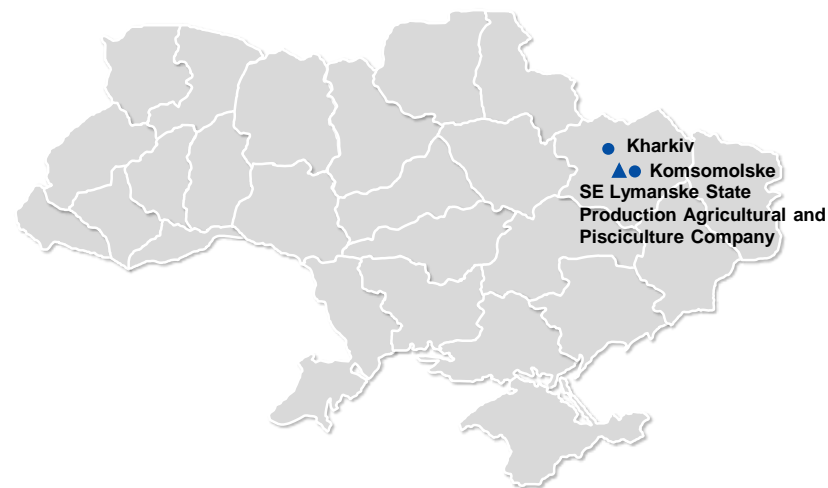 Kharkiv
Komsomolske
SE Lymanske State
Production Agricultural and
Pisciculture Company